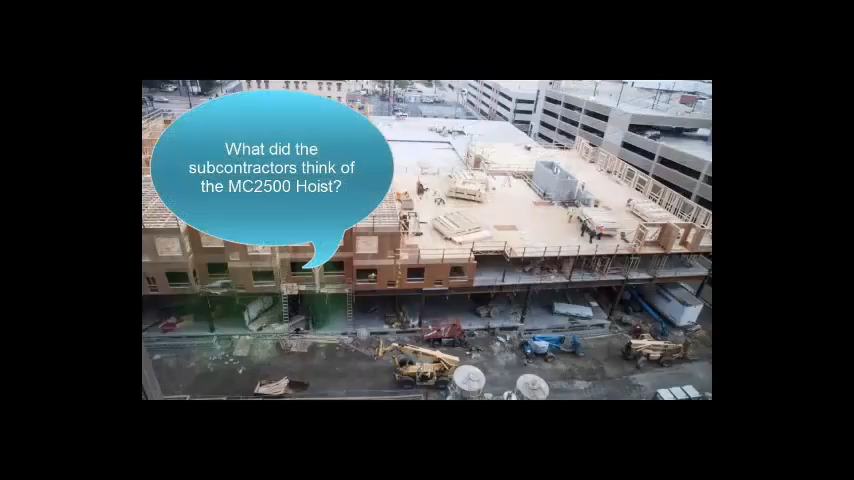 What did the
subcontractors think of
the MC2500 Hoist?